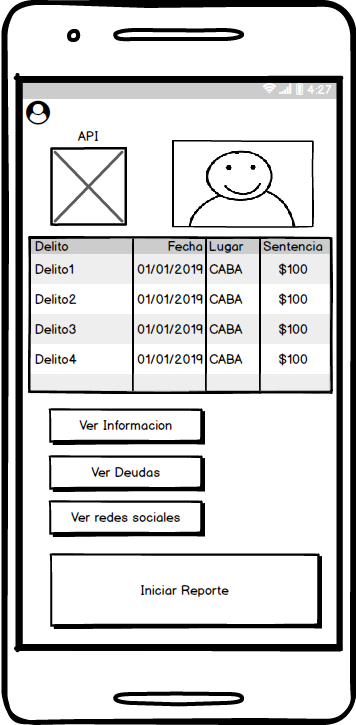 4:27
API
Delito Fecha Lugar Sentencia
Delito1 01/01/2019 CABA $100
Delito2 01/01/2019 CABA $100
Delito3 01/01/2019 CABA $100
Delito4 01/01/2019 CABA $100
Ver Informacion
Ver Deudas
Ver redes sociales
Iniciar Reporte